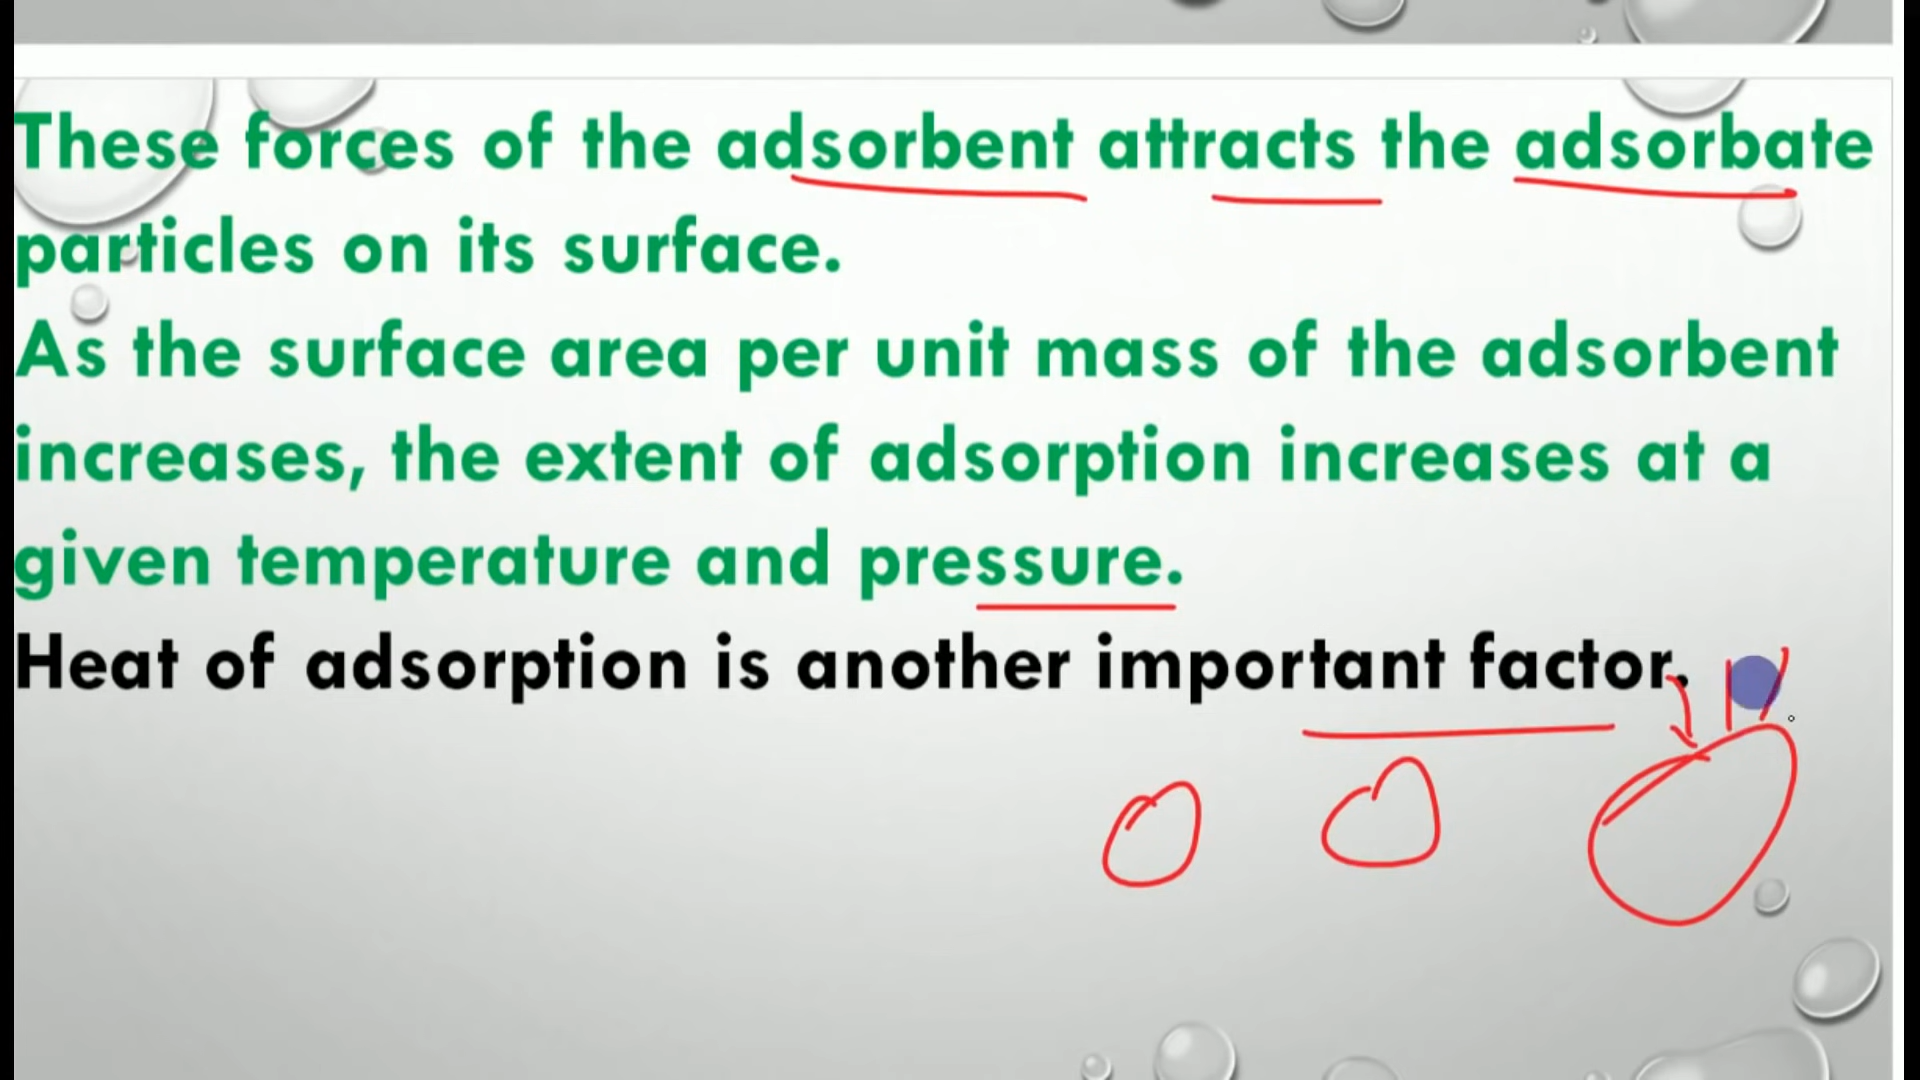 These forces of the adsorbent attracts the adsorbate
particles on its surface.
As the surface area per unit mass of the adsorbent
increases, the extent of adsorption increases at a
given temperature and pressure.
Heat of adsorption is another important factor.